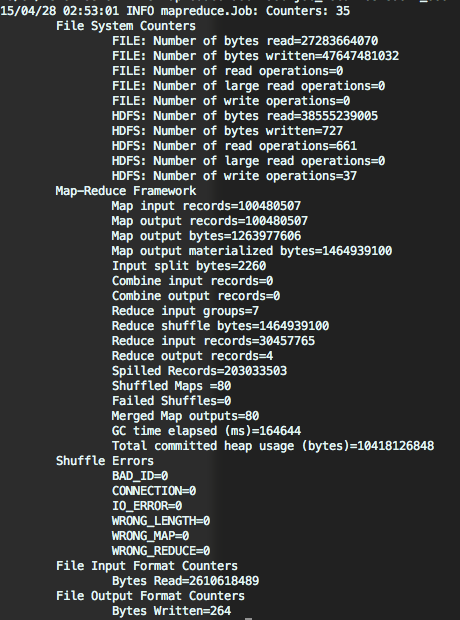 15/04/28 02:53:01 INFO mapreduce.Job: Counters: 35
File System Counters
FILE: Number of bytes read=27283664070
FILE: Number of bytes written=47647481032
FILE: Number of read operations=0
FILE: Number of large read operations=0
FILE: Number of write operations=0
HDFS: Number of bytes read=38555239005
HDFS: Number of bytes written=727
HDFS: Number of read operations=661
HDFS: Number of large read operations=0
HDFS: Number of write operations=37
Map-Reduce Framework
Map input records=100480507
Map output records=100480507
Map output bytes=1263977606
Map output materialized bytes=1464939100
Input split bytes=2260
Combine input records=0
Combine output records=0
Reduce input groups=7
Reduce shuffle bytes=1464939100
Reduce input records=30457765
Reduce output records=4
Spilled Records=203033503
Shuffled Maps =80
Failed Shuffles=0
Merged Map outputs=80
GC time elapsed (ms)=164644
Total committed heap usage (bytes)=10418126848
Shuffle Errors
BAD_ID=0
CONNECTION=0
IO_ERROR=0
WRONG_LENGTH=0
WRONG_MAP=0
WRONG_REDUCE=0
File Input Format Counters
Bytes Read=2610618489
File Output Format Counters
Bytes Written=264